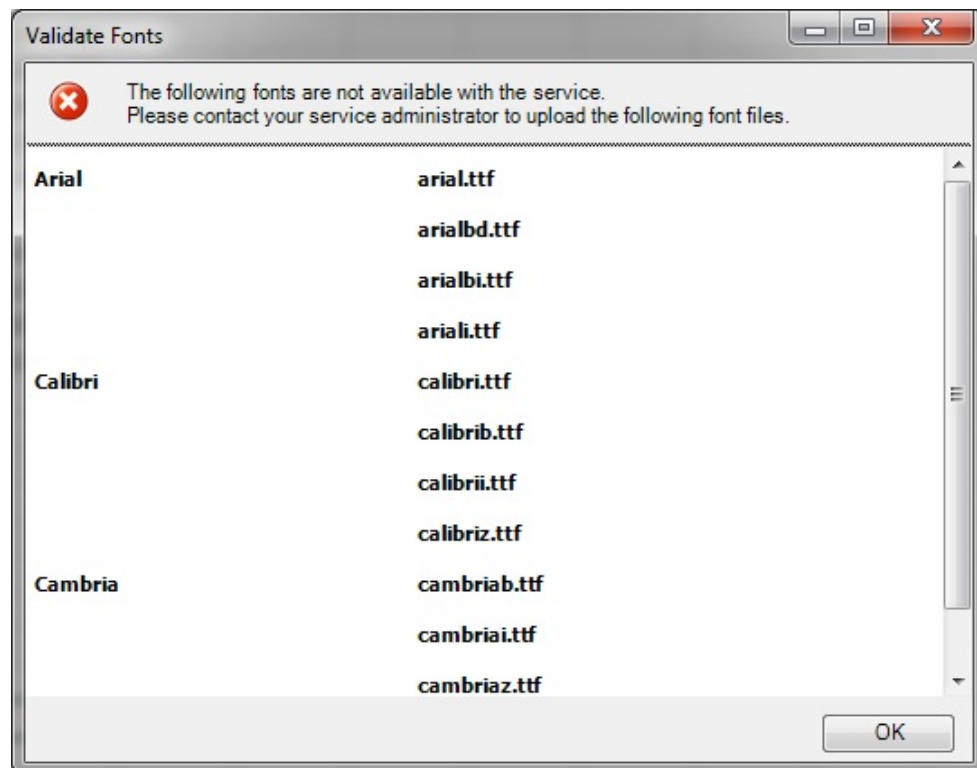 Validate Fonts
The following fonts are not available with the service.
Please contact your service administrator to upload the following font files.
Arial arial.ttf
arialbd.ttf
arialbi.ttf
ariali.ttf
Calibri calibri.ttf
calibrib.ttf
calibrii.ttf
calibriz.ttf
Cambria cambriab.ttf
cambriai.ttf
cambriaz.ttf
OK